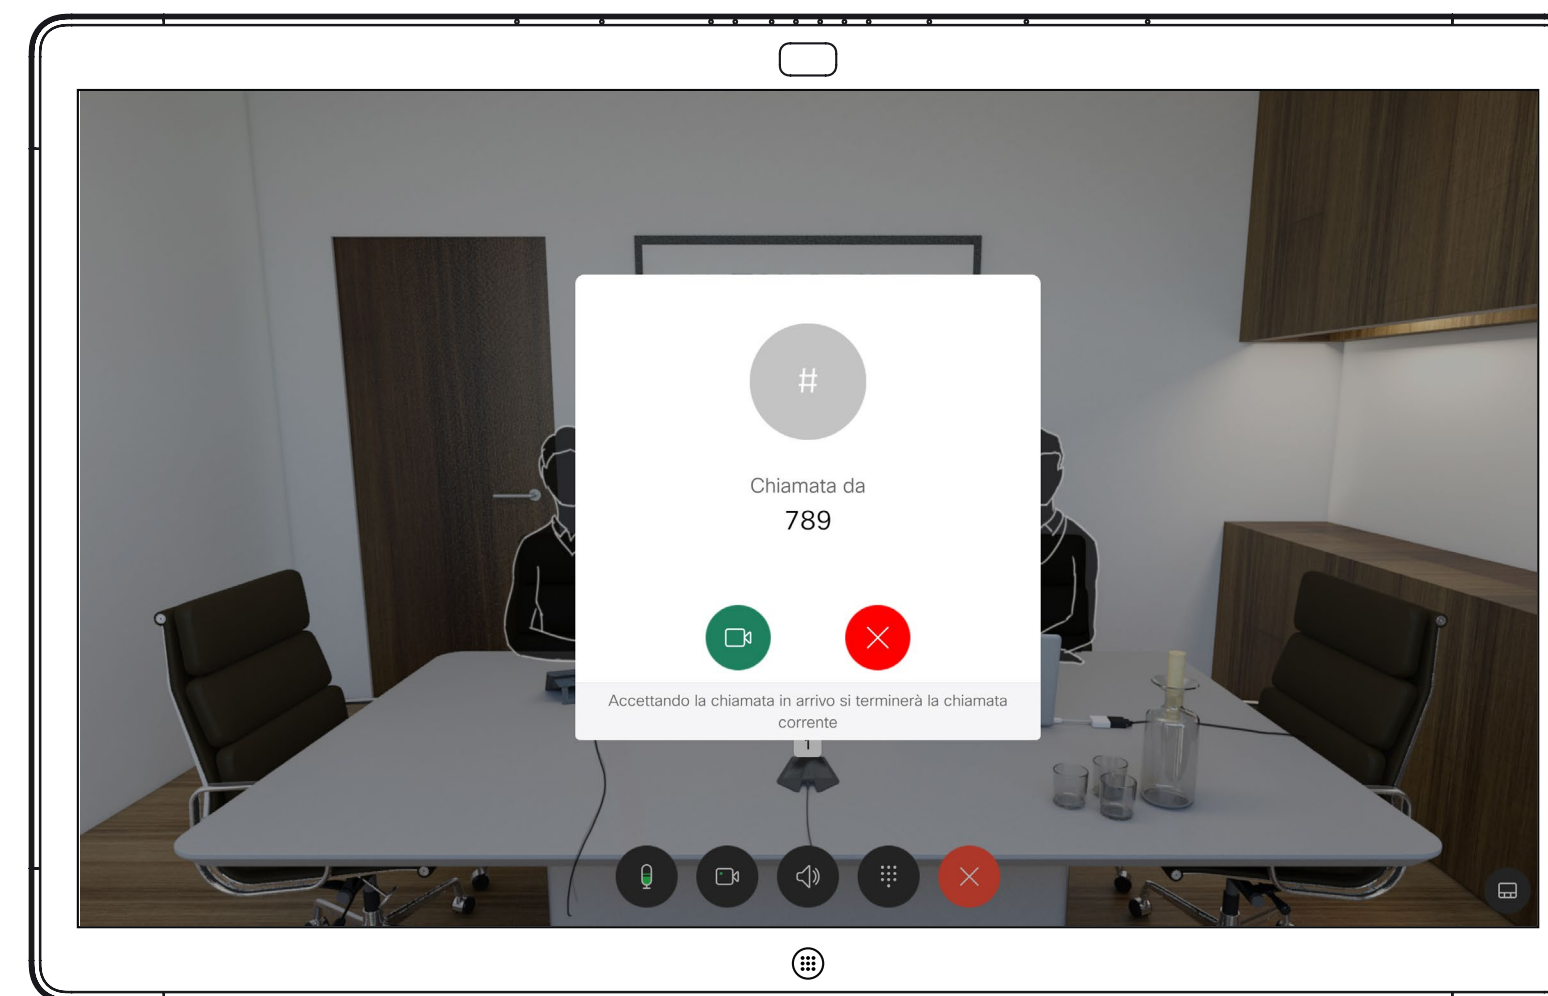 #
Chiamata da
789
Accettando la chiamata in arrivo si terminerà la chiamata
corrente
1